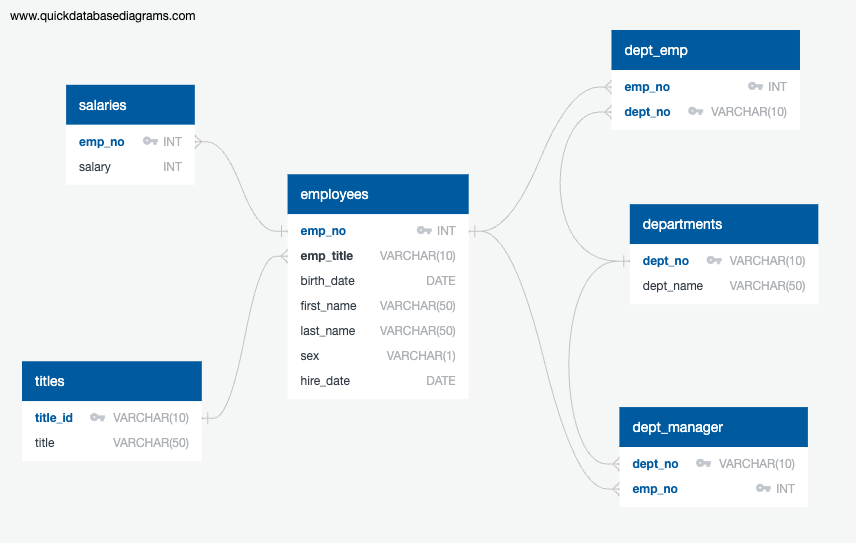 www.quickdatabasediagrams.com
salaries
emp_no INT
salary INT
titles
title_id VARCHAR(10)
title VARCHAR(50)
employees
emp_no INT
emp_title VARCHAR(10)
birth_date DATE
first_name VARCHAR(50)
last_name VARCHAR(50)
sex VARCHAR(1)
hire_date DATE
dept_emp
emp_no INT
dept_no VARCHAR(10)
departments
dept_no VARCHAR(10)
dept_name VARCHAR(50)
dept_manager
dept_no VARCHAR(10)
emp_no INT